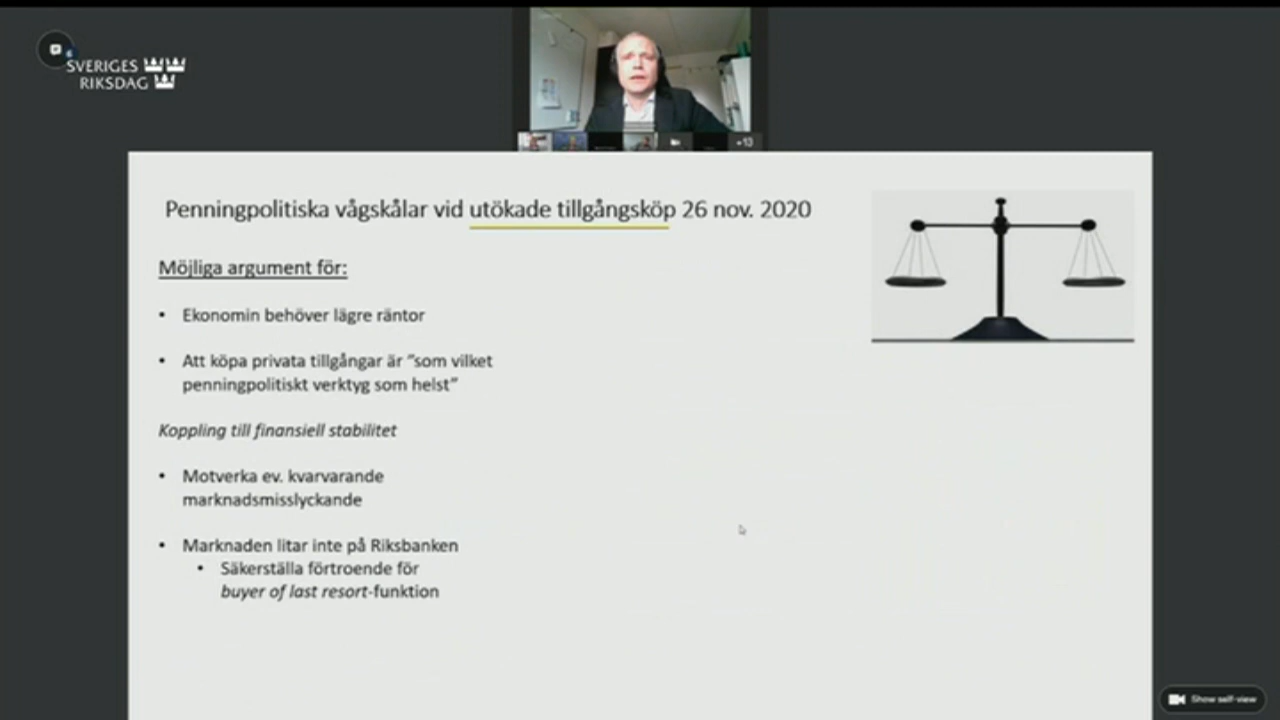 SVERIGES
RIKSDAG
+13
Penningpolitiska vågskålar vid utökade tillgångsköp 26 nov. 2020
Möjliga argument för:
• Ekonomin behöver lägre räntor
• Att köpa privata tillgångar är ”som vilket
penningpolitiskt verktyg som helst”
Koppling till finansiell stabilitet
• Motverka ev. kvarvarande
marknadsmisslyckande
• Marknaden litar inte på Riksbanken
• Säkerställa förtroende för
buyer of last resort-funktion
Show self-view